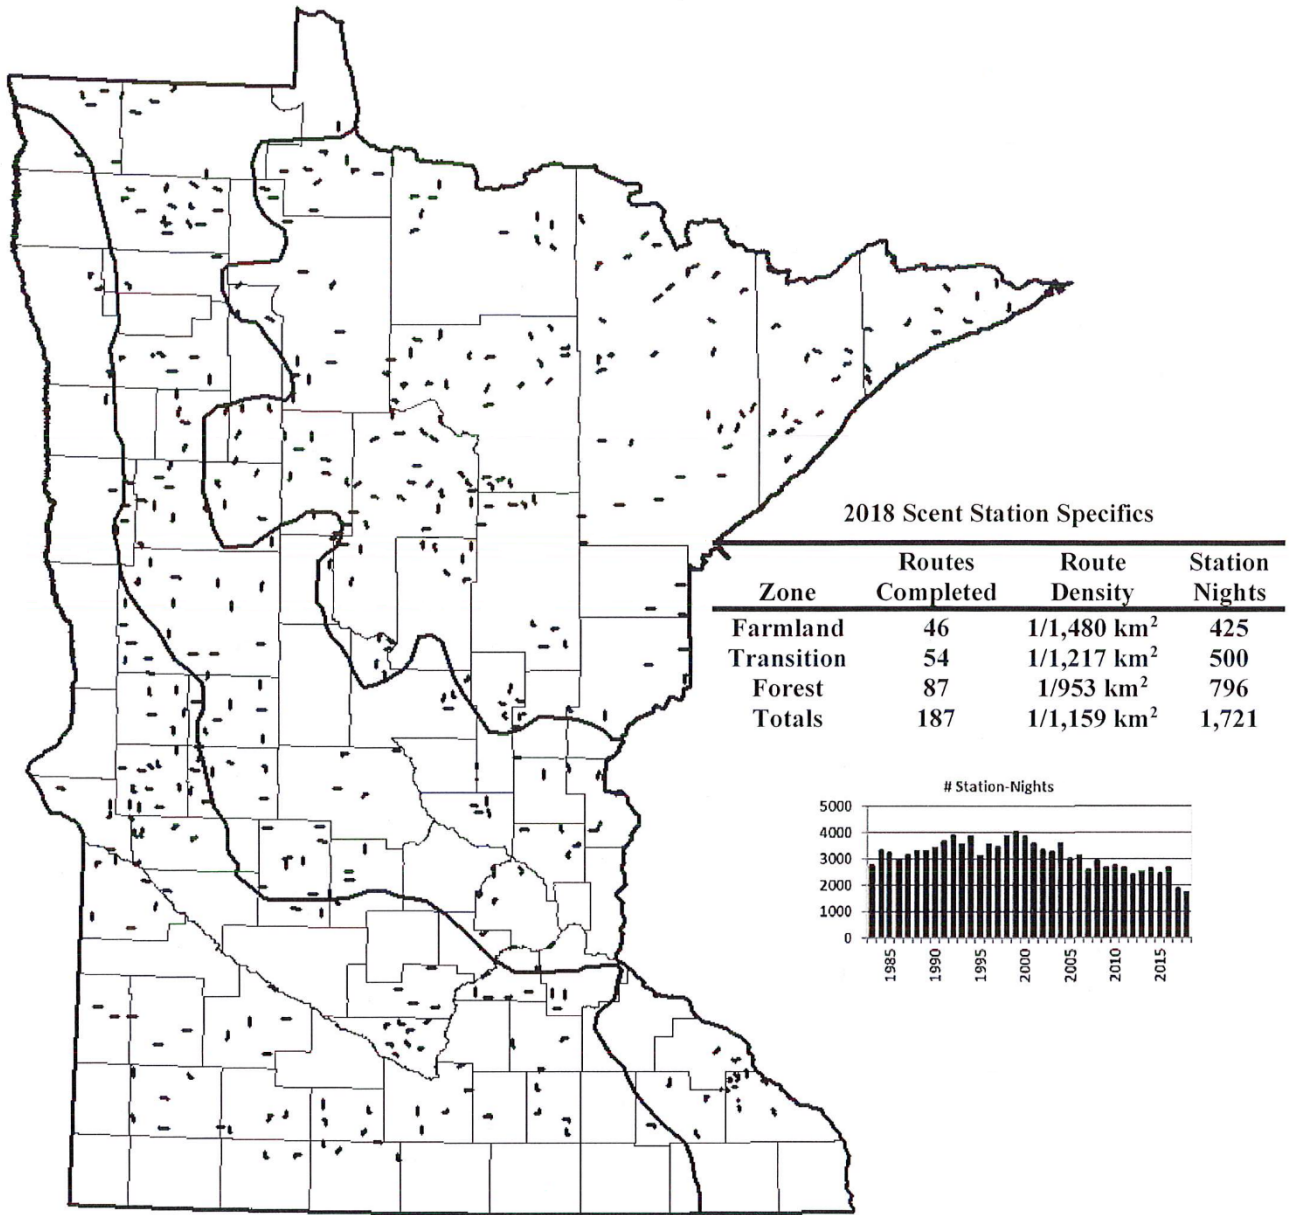 2018 Scent Station Specifics
Zone Routes Completed Route Density Station Nights
Farmland 46 1/1,480 km² 425
Transition 54 1/1,217 km² 500
Forest 87 1/953 km² 796
Totals 187 1/1,159 km² 1,721
# Station-Nights
5000
4000
3000
2000
1000
0
1985 1990 1995 2000 2005 2010 2015